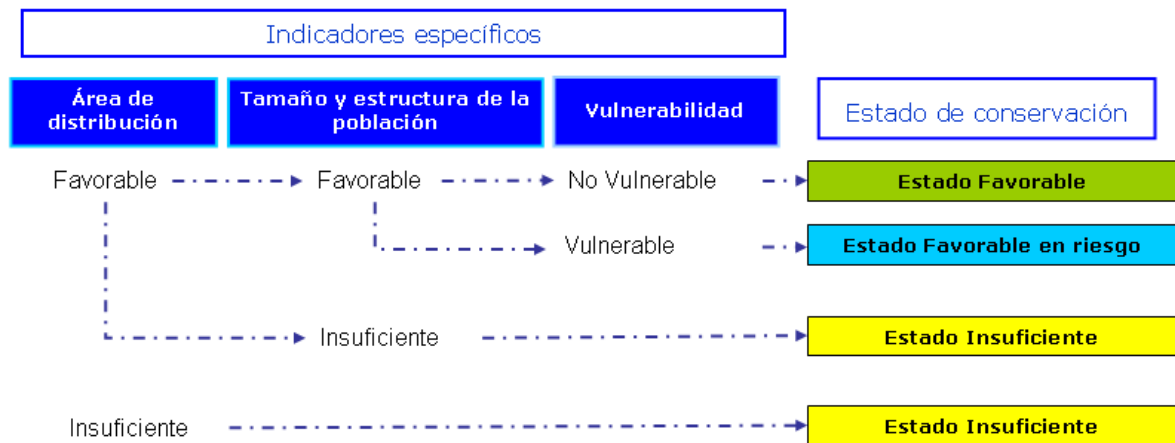 Indicadores específicos
Área de
distribución
Tamaño y estructura de la
población
Vulnerabilidad
Estado de conservación
Favorable
Favorable
No Vulnerable
Estado Favorable
Vulnerable
Estado Favorable en riesgo
Insuficiente
Estado Insuficiente
Insuficiente
Estado Insuficiente